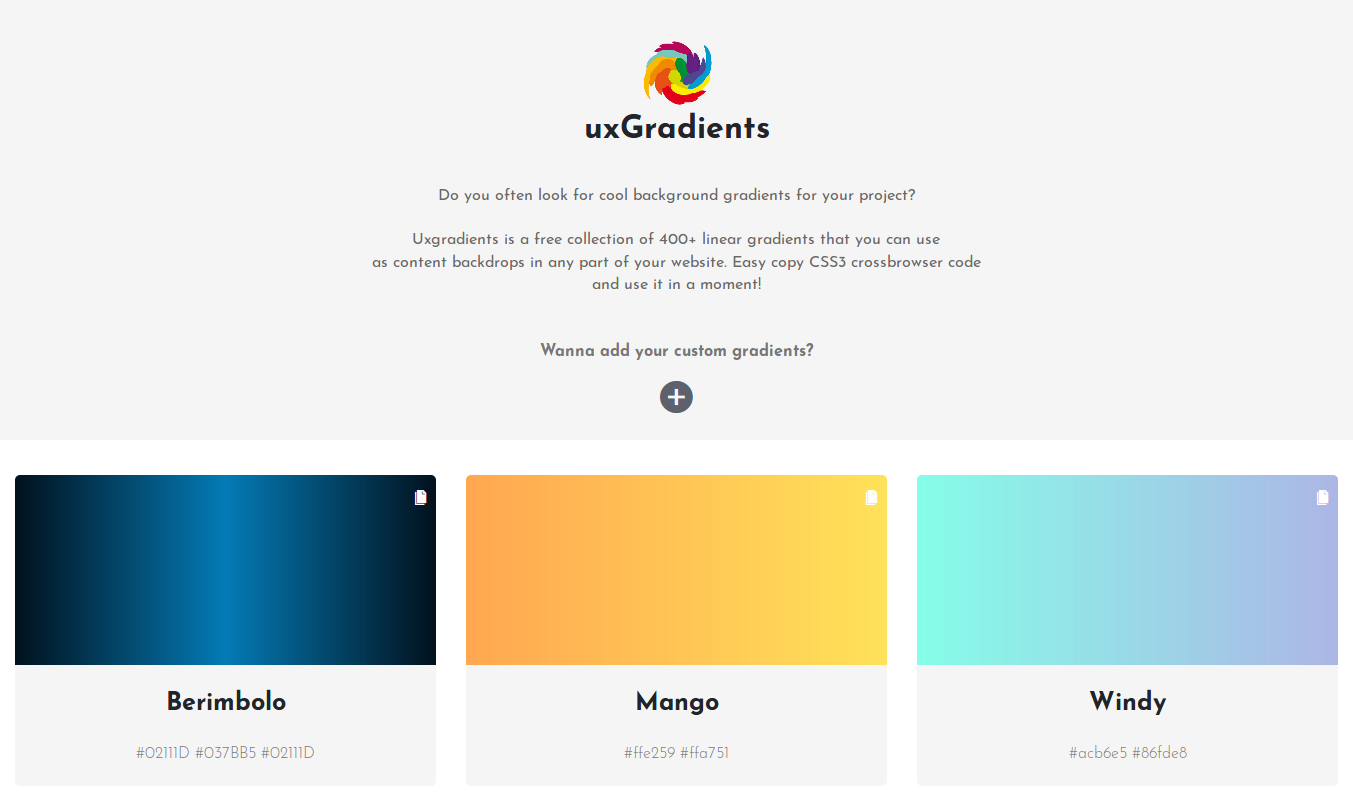 uxGradients
Do you often look for cool background gradients for your project?
Uxgradients is a free collection of 400+ linear gradients that you can use
as content backdrops in any part of your website. Easy copy CSS3 crossbrowser code
and use it in a moment!
Wanna add your custom gradients?
Berimbolo
#02111D #037BB5 #02111D
Mango
#ffe259 #ffa751
Windy
#acb6e5 #86fde8